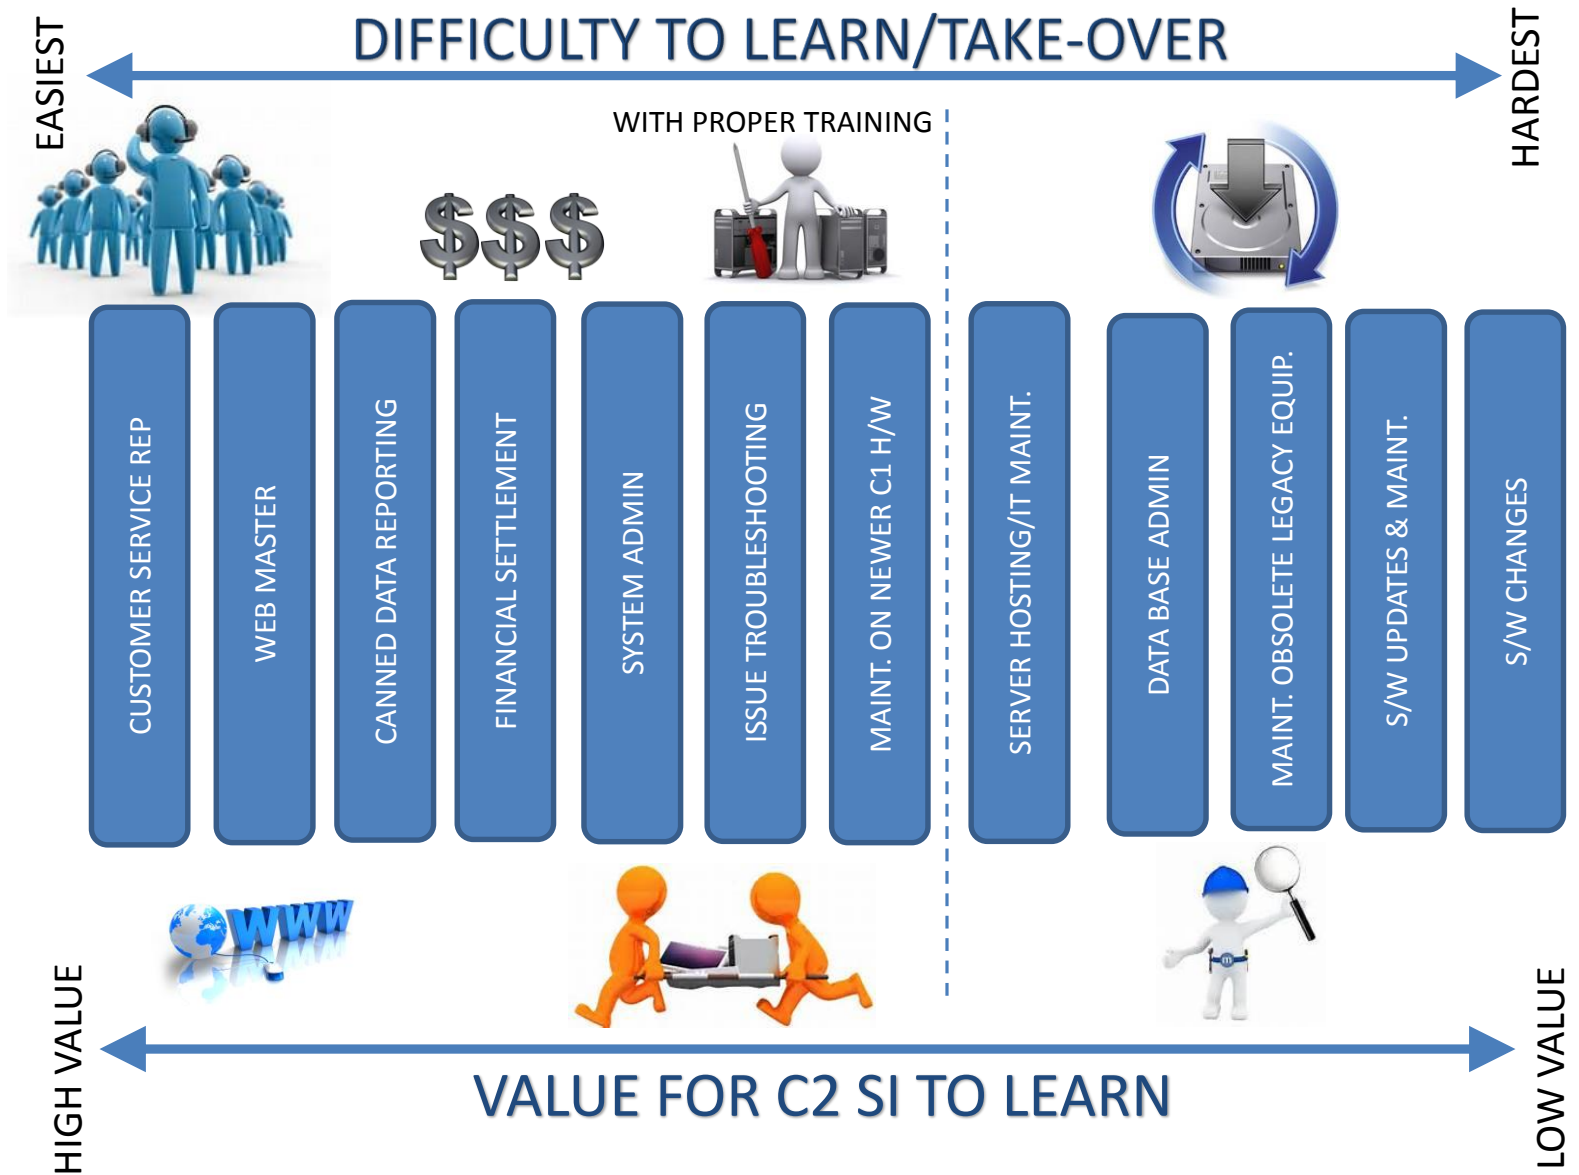 DIFFICULTY TO LEARN/TAKE-OVER
EASIEST
HARDEST
WITH PROPER TRAINING
$$$
CUSTOMER SERVICE REP
WEB MASTER
CANNED DATA REPORTING
FINANCIAL SETTLEMENT
SYSTEM ADMIN
ISSUE TROUBLESHOOTING
MAINT. ON NEWER C1 H/W
SERVER HOSTING/IT MAINT.
DATA BASE ADMIN
MAINT. OBSOLETE LEGACY EQUIP.
S/W UPDATES & MAINT.
S/W CHANGES
WWW
m
HIGH VALUE
LOW VALUE
VALUE FOR C2 SI TO LEARN